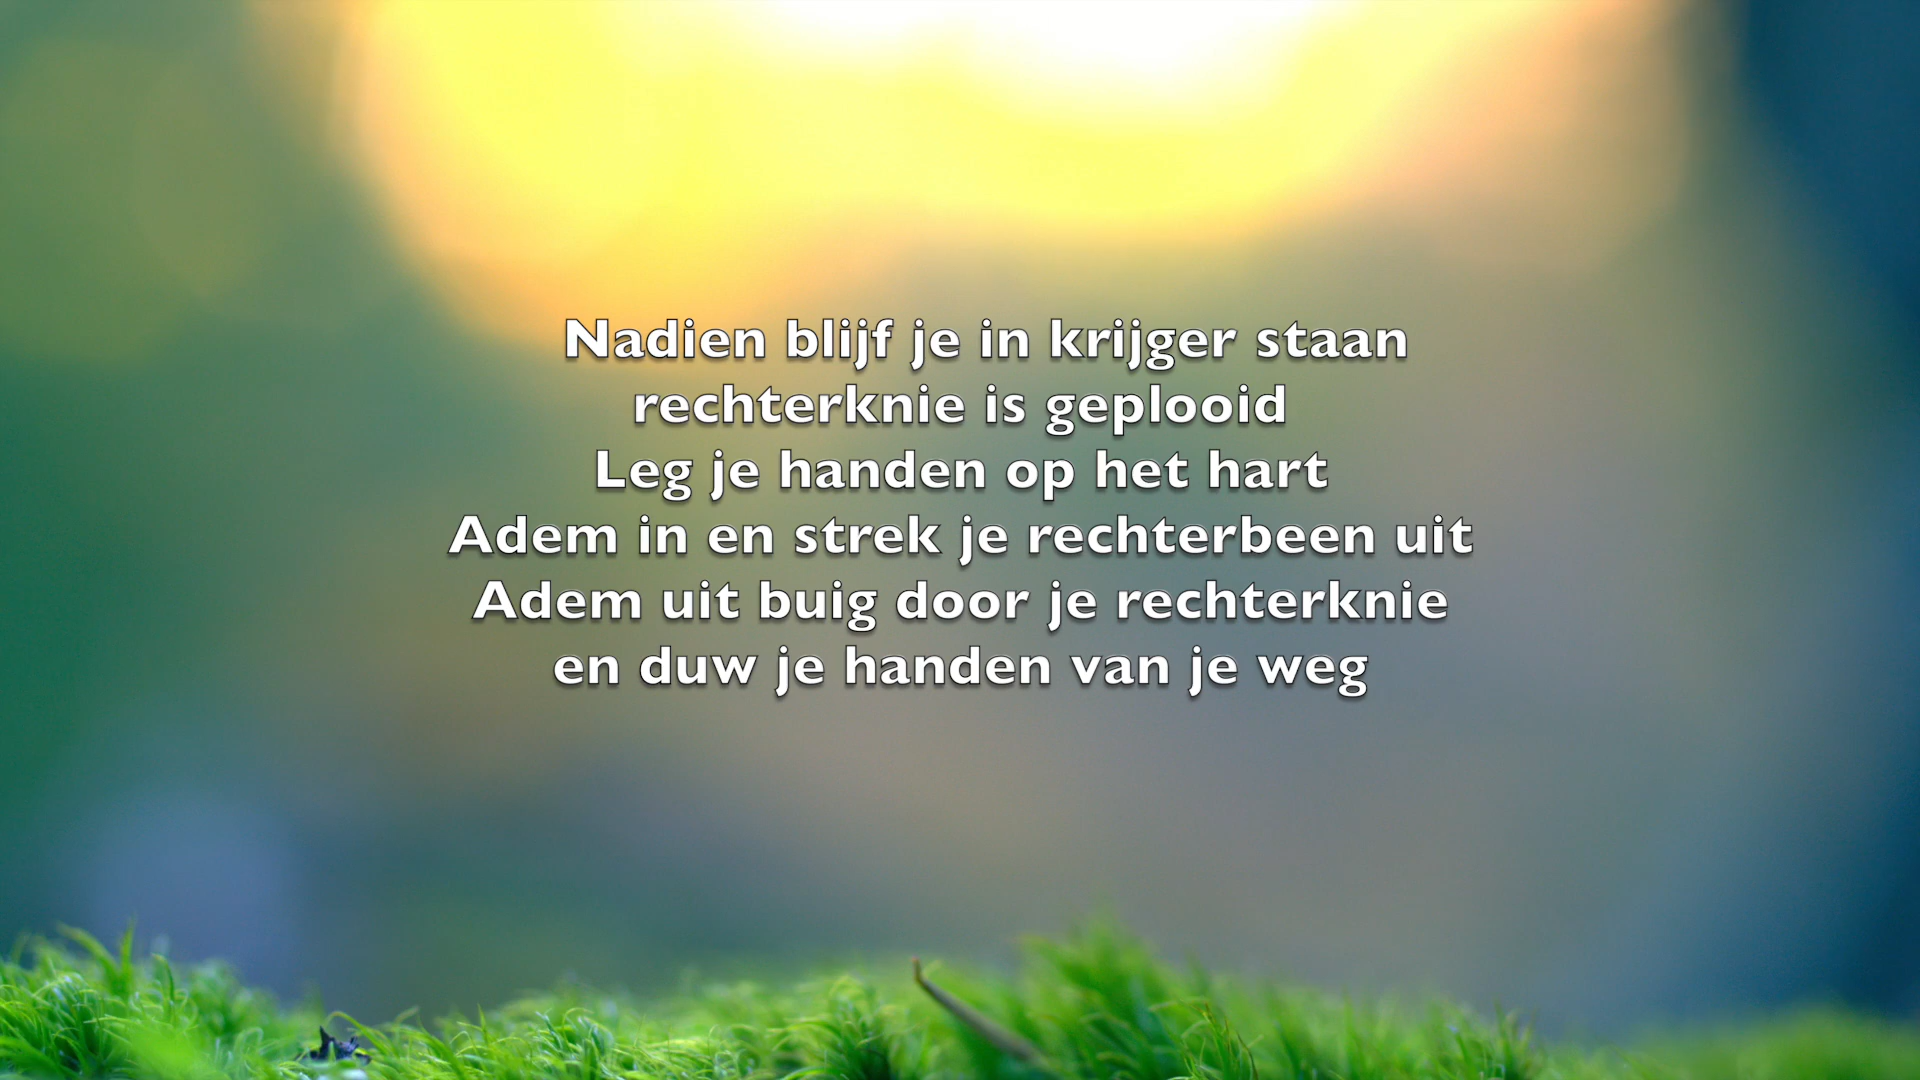 Nadien blijf je in krijger staan
rechterknie is geplooid
Leg je handen op het hart
Adem in en strek je rechterbeen uit
Adem uit buig door je rechterknie
en duw je handen van je weg